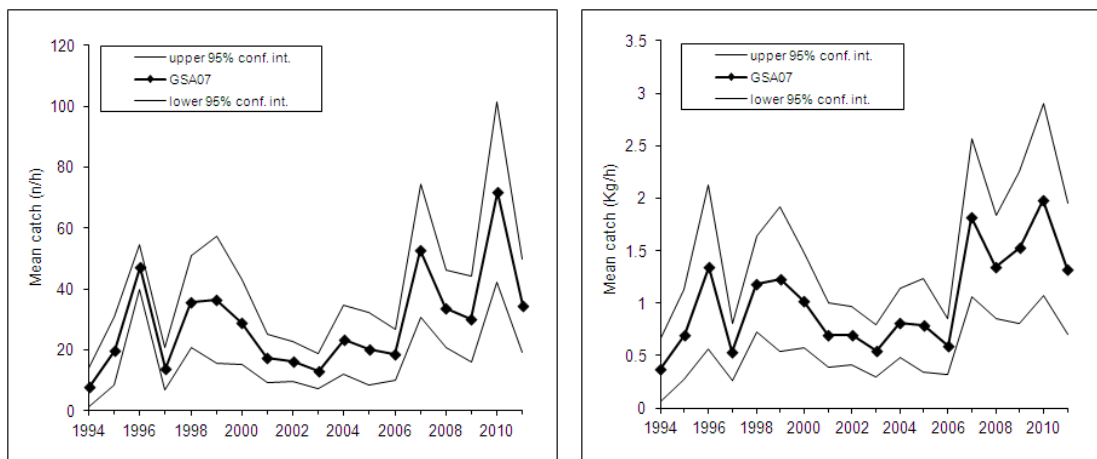 120
100
80
60
40
20
0
Mean catch (n/h)
upper 95% conf. int.
GSA07
lower 95% conf. int.
1994 1996 1998 2000 2002 2004 2006 2008 2010
3.5
3
2.5
2
1.5
1
0.5
0
Mean catch (Kg/h)
upper 95% conf. int.
GSA07
lower 95% conf. int.
1994 1996 1998 2000 2002 2004 2006 2008 2010